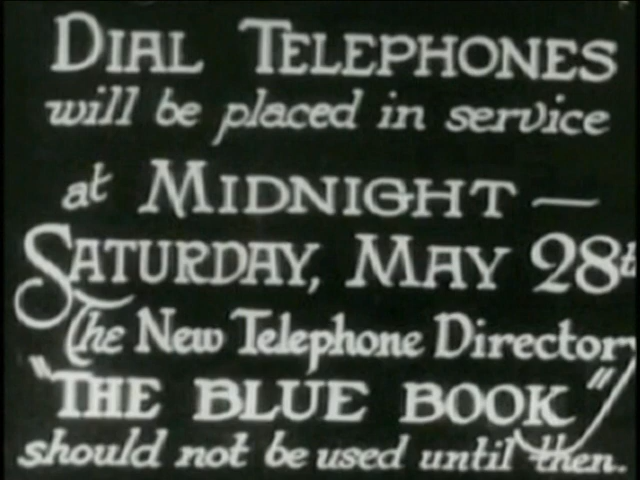 DIAL TELEPHONES
will be placed in service
at MIDNIGHT —
SATURDAY, MAY 28th
The New Telephone Directory
"THE BLUE BOOK"
should not be used until then.